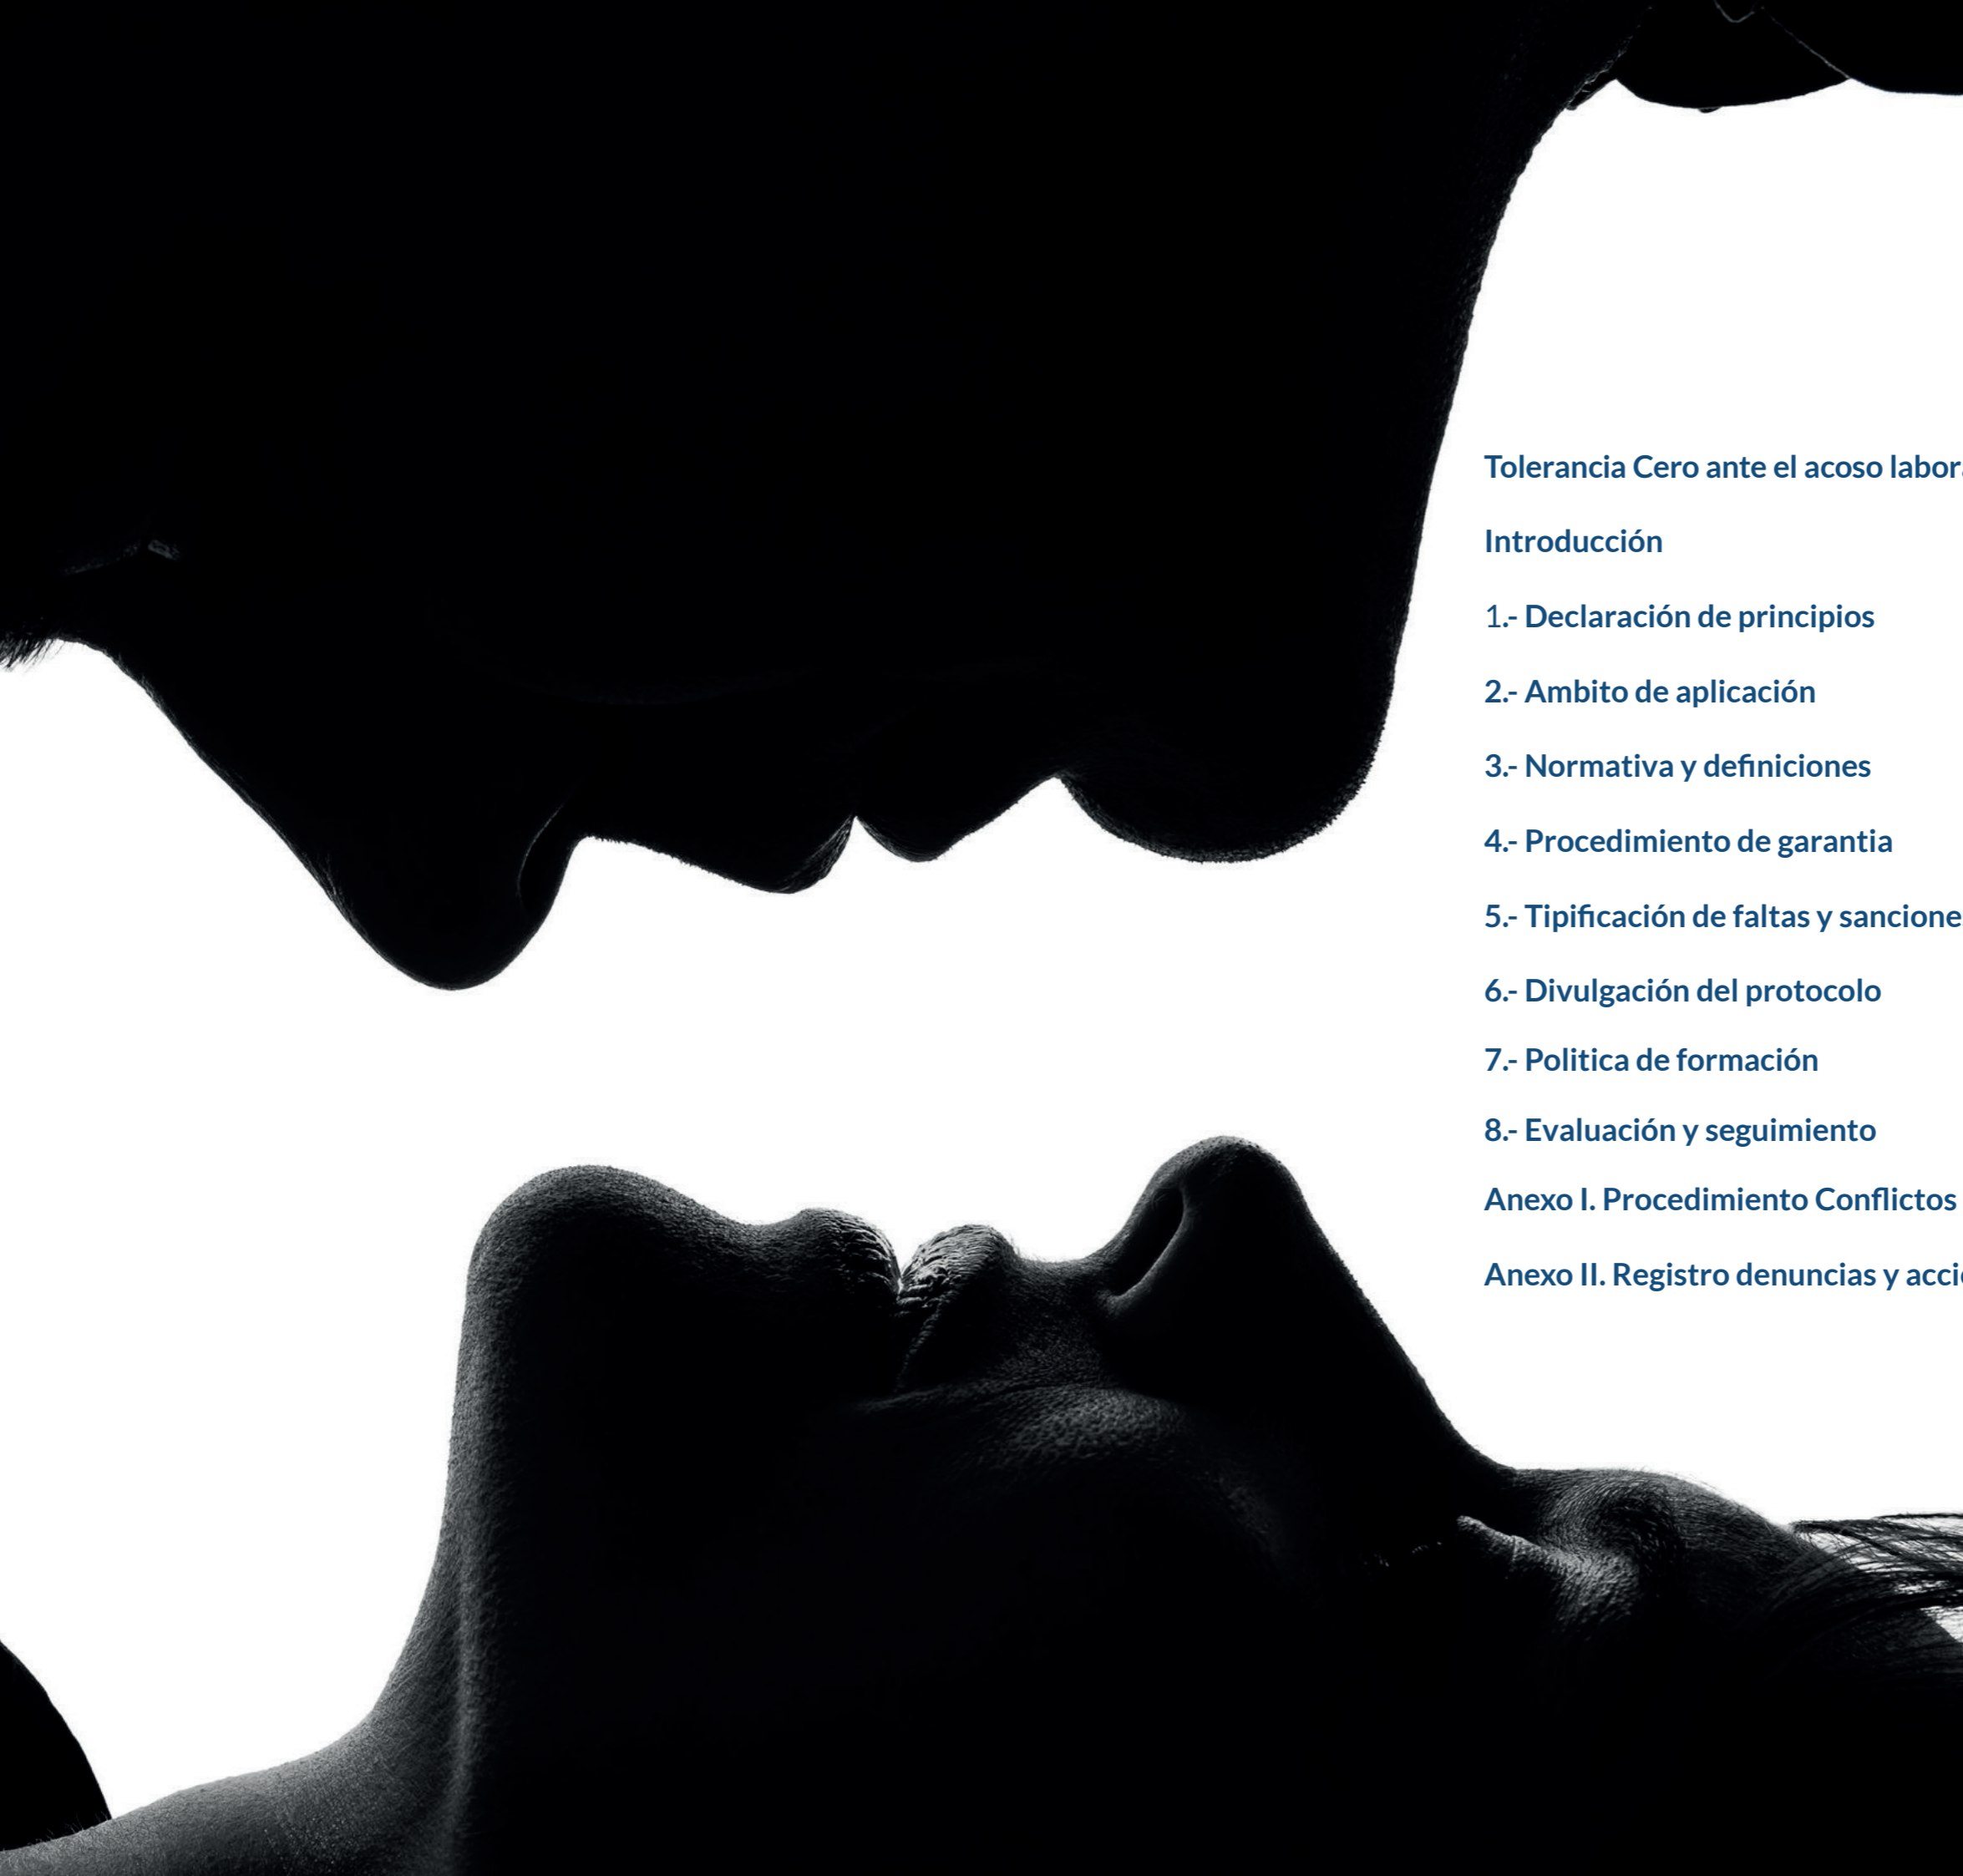 Tolerancia Cero ante el acoso
Introducción
1.- Declaración de principios
2.- Ambito de aplicación
3.- Normativa y definiciones
4.- Procedimiento de garantia
5.- Tipificación de faltas y
6.- Divulgación del protocolo
7.- Politica de formación
8.- Evaluación y seguimiento
Anexo I. Procedimiento Conflictos
Anexo II. Registro denuncias y